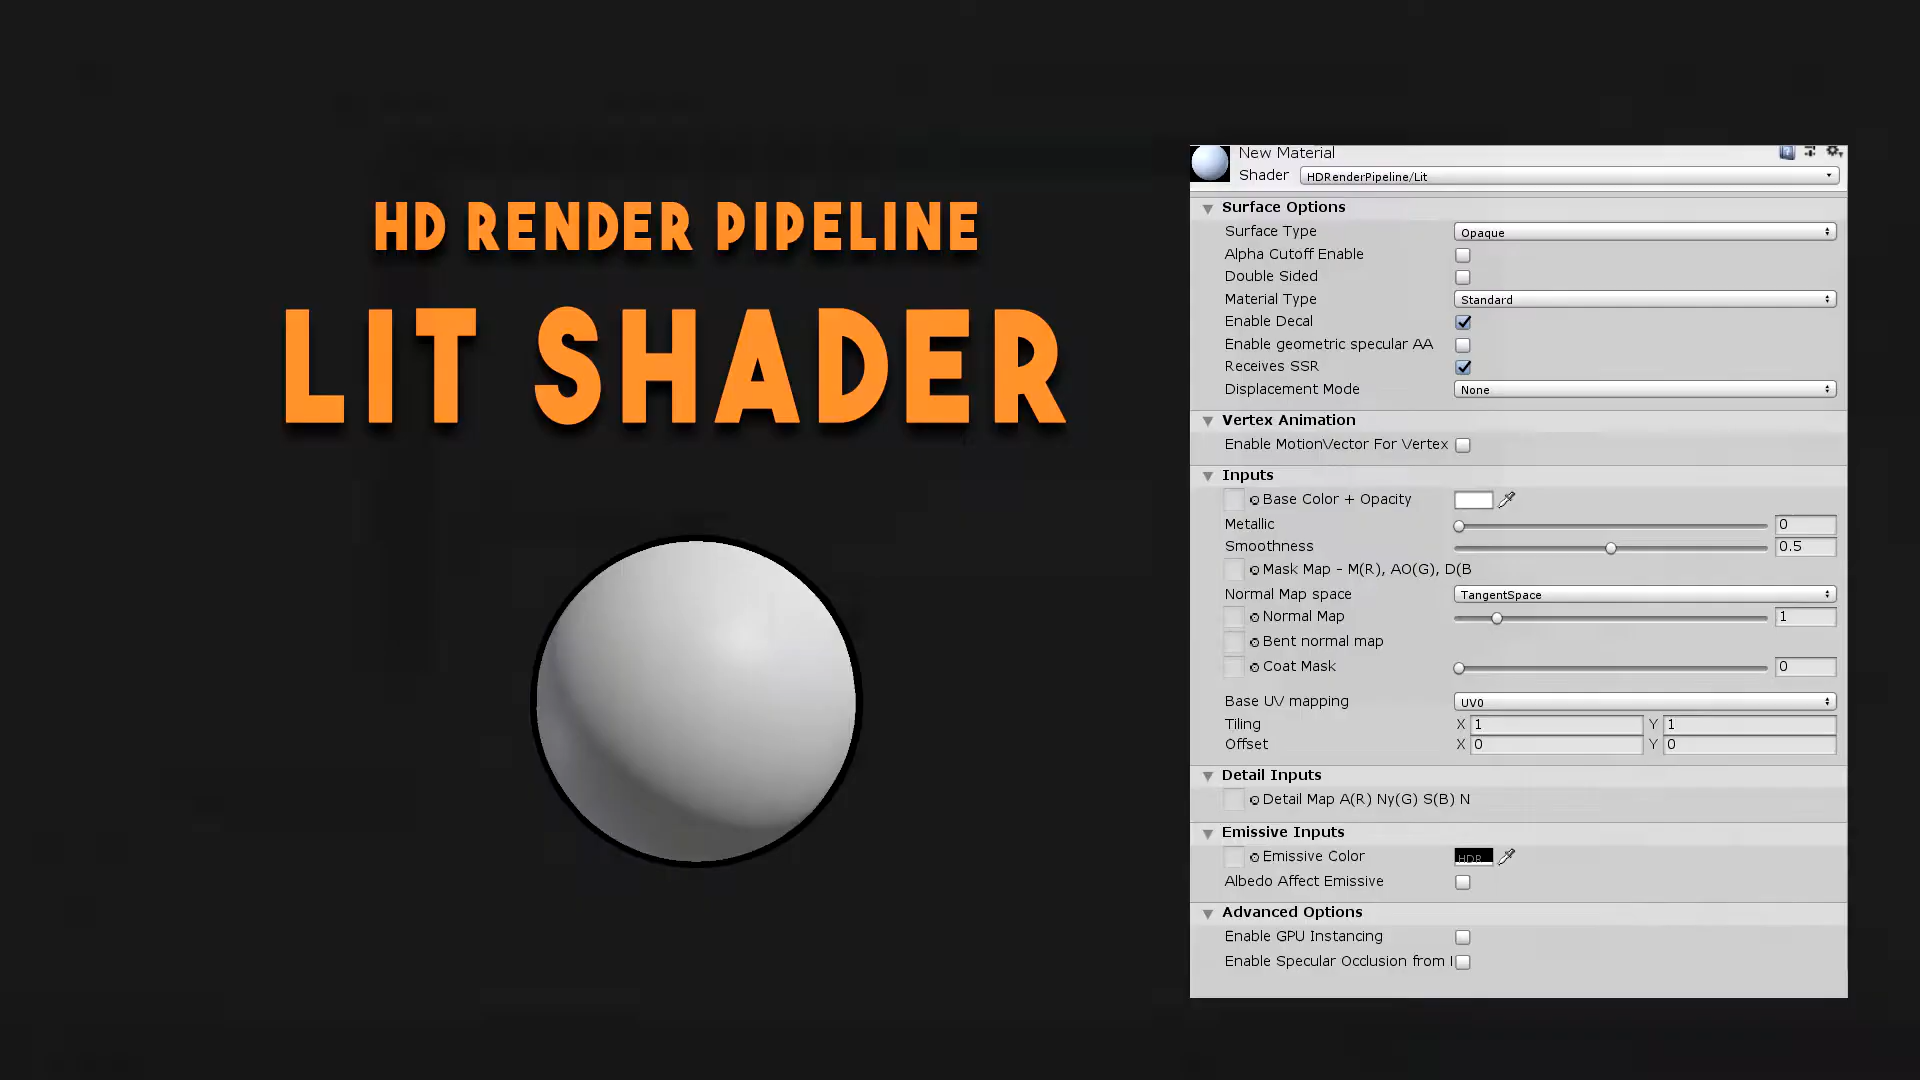 HD RENDER PIPELINE
LIT SHADER
New Material
Shader HDRenderPipeline/Lit
Surface Options
Surface Type Opaque
Alpha Cutoff Enable
Double Sided
Material Type Standard
Enable Decal
Enable geometric specular AA
Receives SSR
Displacement Mode None
Vertex Animation
Enable MotionVector For Vertex
Inputs
Base Color + Opacity
Metallic 0
Smoothness 0.5
Mask Map - M(R), AO(G), D(B
Normal Map space TangentSpace
Normal Map 1
Bent normal map
Coat Mask 0
Base UV mapping UV0
Tiling X 1 Y 1
Offset X 0 Y 0
Detail Inputs
Detail Map A(R) Ny(G) S(B) N
Emissive Inputs
Emissive Color HDR
Albedo Affect Emissive
Advanced Options
Enable GPU Instancing
Enable Specular Occlusion from